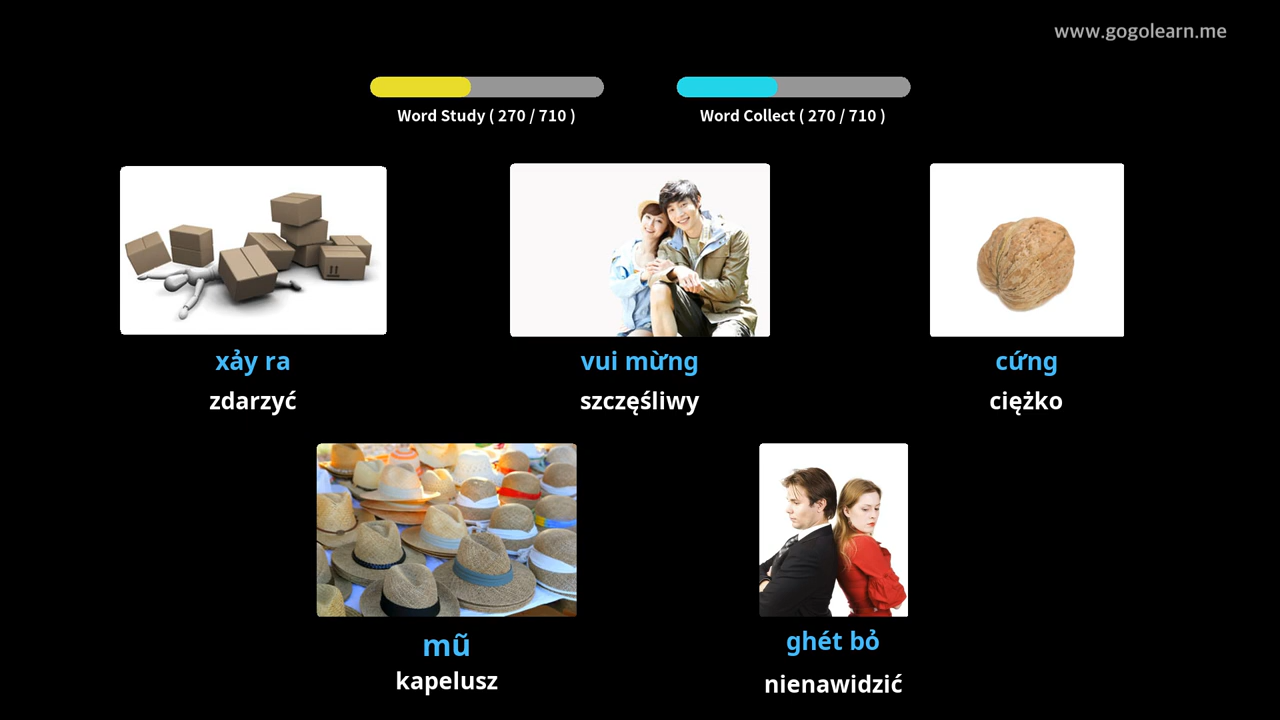 www.gogolearn.me
Word Study ( 270 / 710 )
Word Collect ( 270 / 710 )
xảy ra
zdarzyć
vui mừng
szczęśliwy
cứng
ciężko
mũ
kapelusz
ghét bỏ
nienawidzić